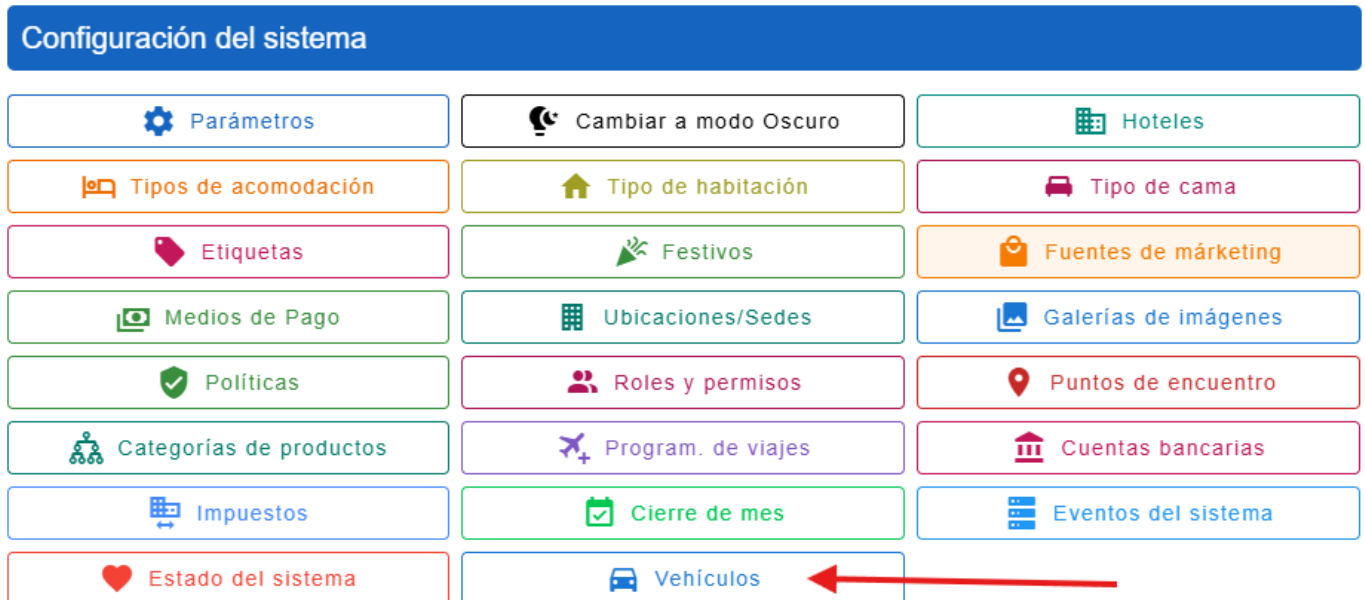 Configuración del sistema
Parámetros
Cambiar a modo Oscuro
Hoteles
Tipos de acomodación
Tipo de habitación
Tipo de cama
Etiquetas
Festivos
Fuentes de márketing
Medios de Pago
Ubicaciones/Sedes
Galerías de imágenes
Políticas
Roles y permisos
Puntos de encuentro
Categorías de productos
Program. de viajes
Cuentas bancarias
Impuestos
Cierre de mes
Eventos del sistema
Estado del sistema
Vehículos